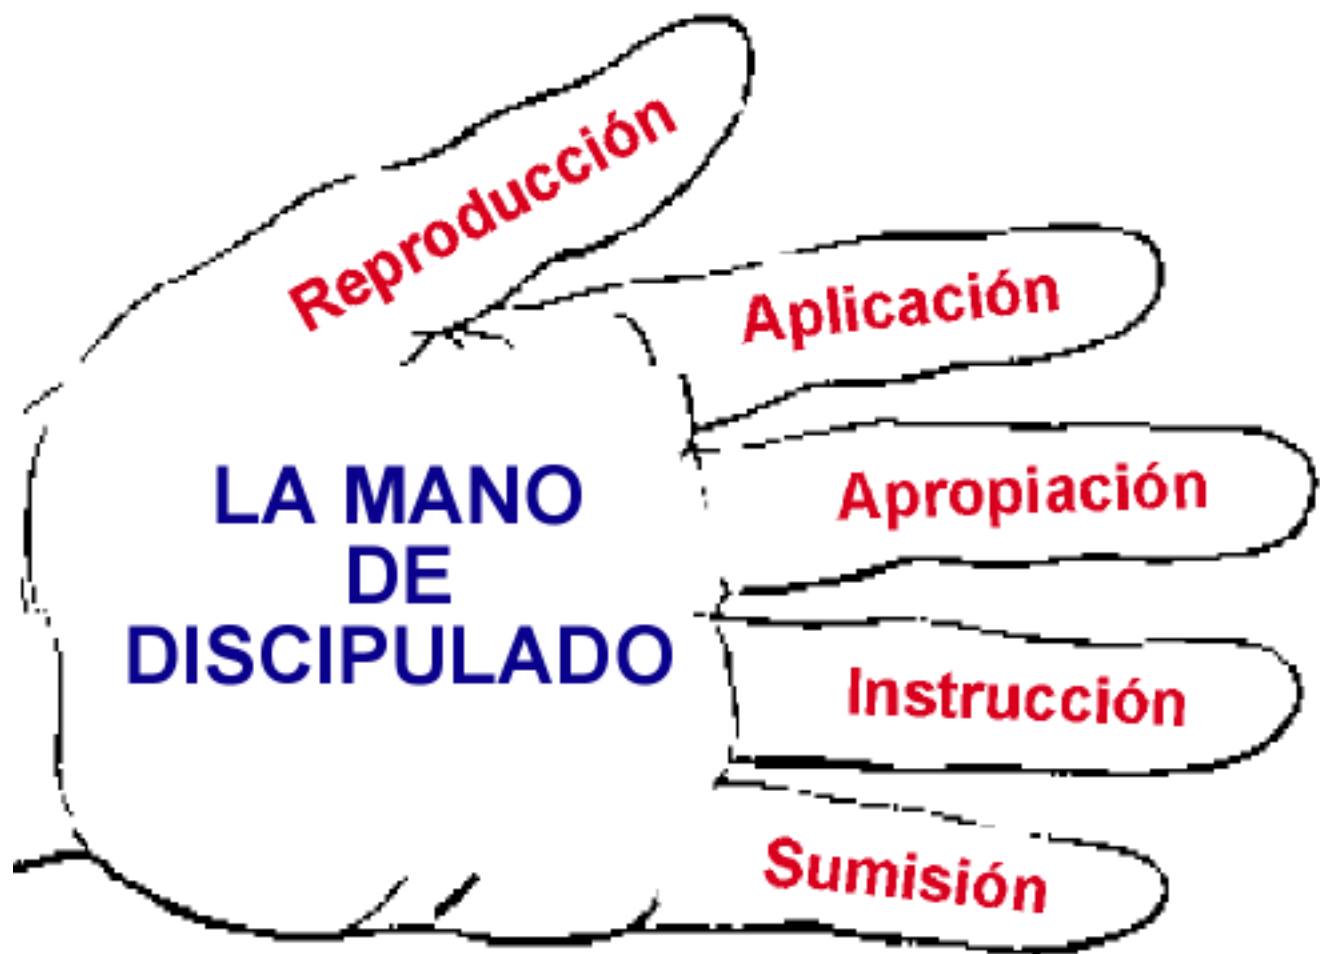 Reproducción
Aplicación
Apropiación
LA MANO
DE
DISCIPULADO
Instrucción
Sumisión